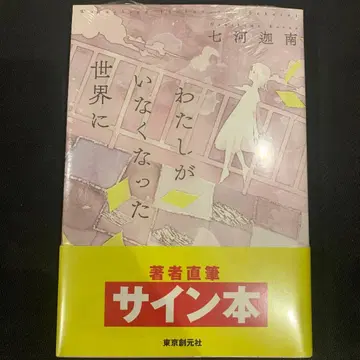 七河迦南
わたしが
いなくなった
世界に
著者直筆
サイン本
東京創元社